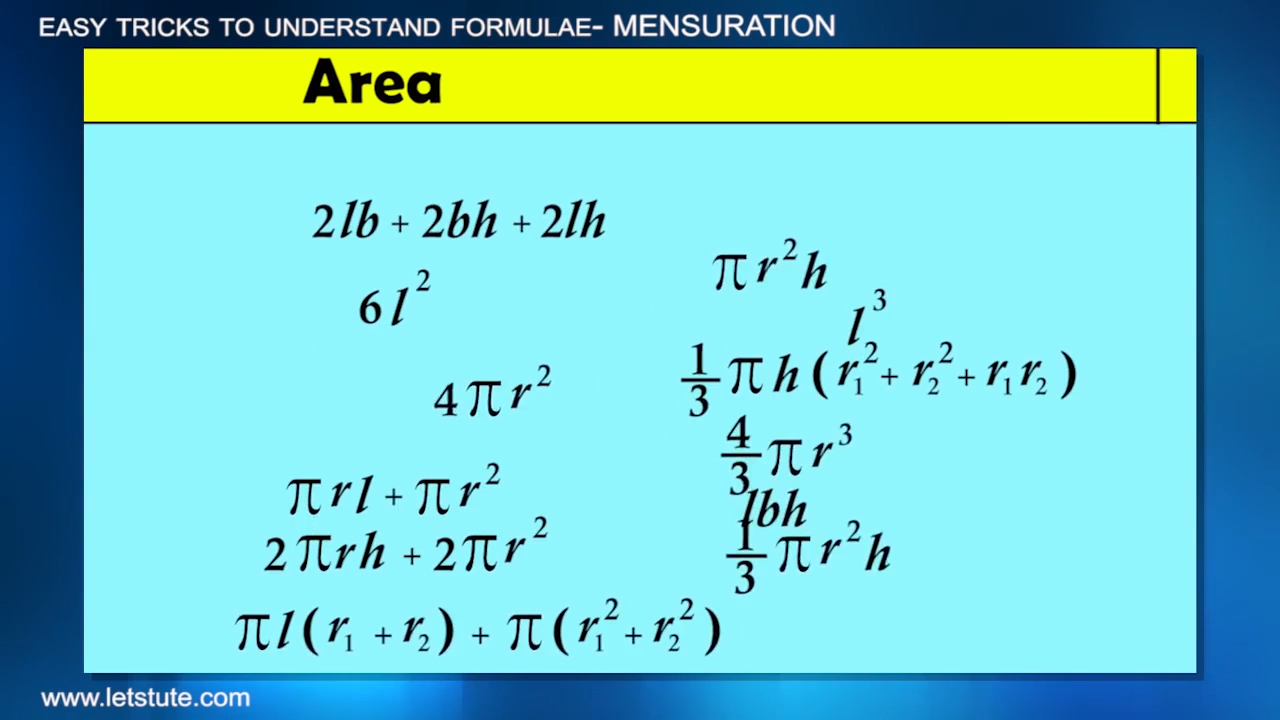 EASY TRICKS TO UNDERSTAND FORMULAE- MENSURATION
Area
2lb + 2bh + 2lh
6l²
4πr²
πrl + πr²
2πrh + 2πr²
πl(r₁ + r₂) + π(r₁² + r₂²)
πr²h
l³
1/3 πh(r₁² + r₂² + r₁r₂)
4/3 πr³
lbh
1/3 πr²h
www.letstute.com